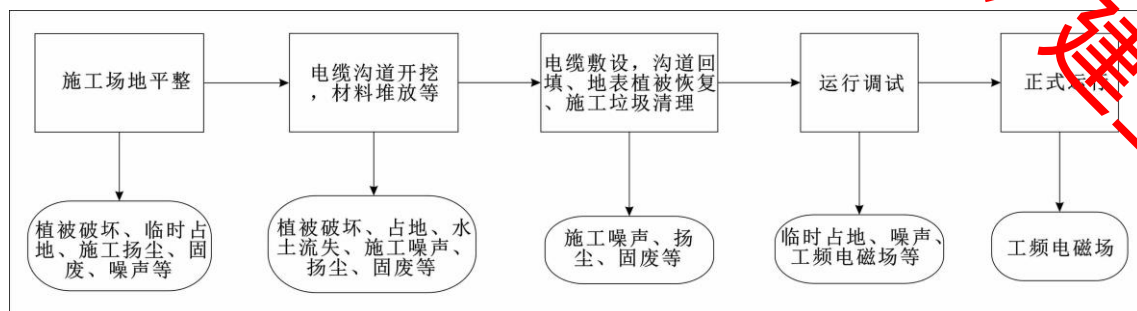 施工场地平整
电缆沟道开挖
，材料堆放等
电缆敷设，沟道回
填、地表植被恢复
、施工垃圾清理
运行调试
正式运行
植被破坏、临时占
地、施工扬尘、固
废、噪声等
植被破坏、占地、水
土流失、施工噪声、
扬尘、固废等
施工噪声、扬
尘、固废等
临时占地、噪声、
工频电磁场等
工频电磁场
建